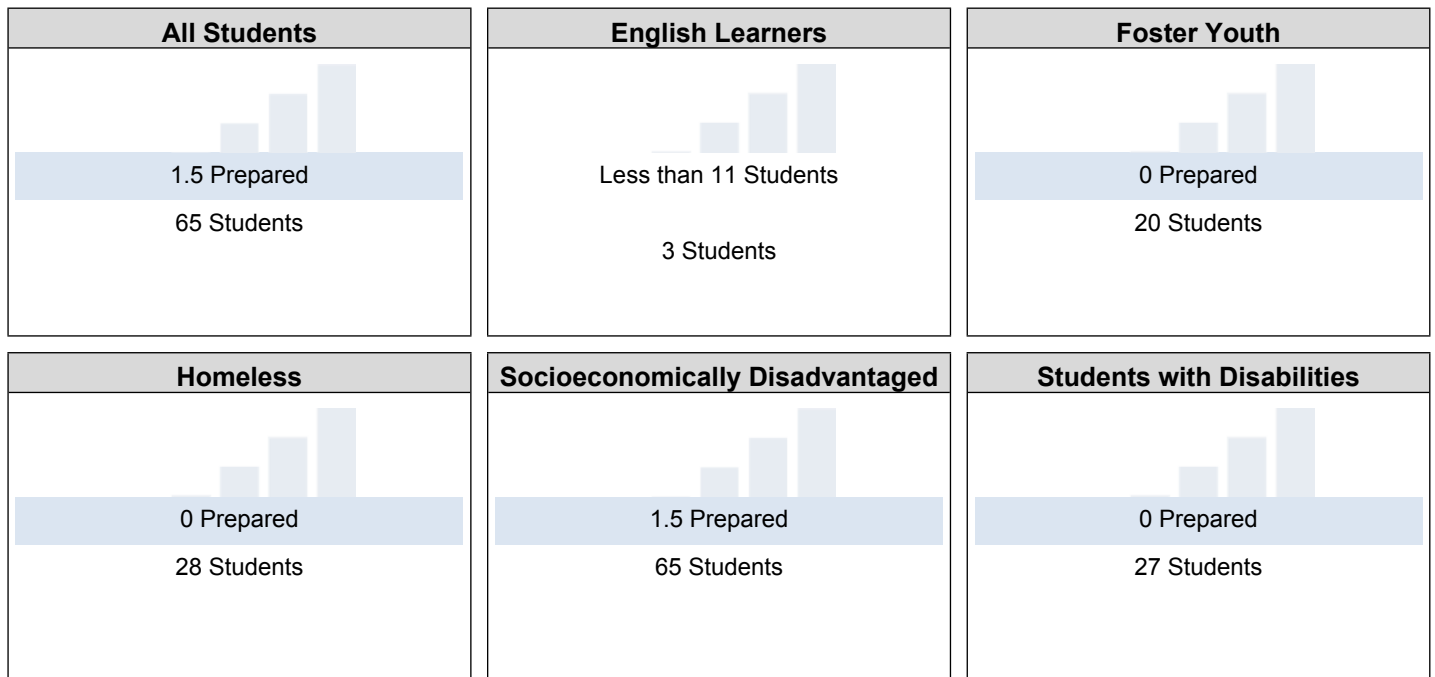 All Students
1.5 Prepared
65 Students
English Learners
Less than 11 Students
3 Students
Foster Youth
0 Prepared
20 Students
Homeless
0 Prepared
28 Students
Socioeconomically Disadvantaged
1.5 Prepared
65 Students
Students with Disabilities
0 Prepared
27 Students